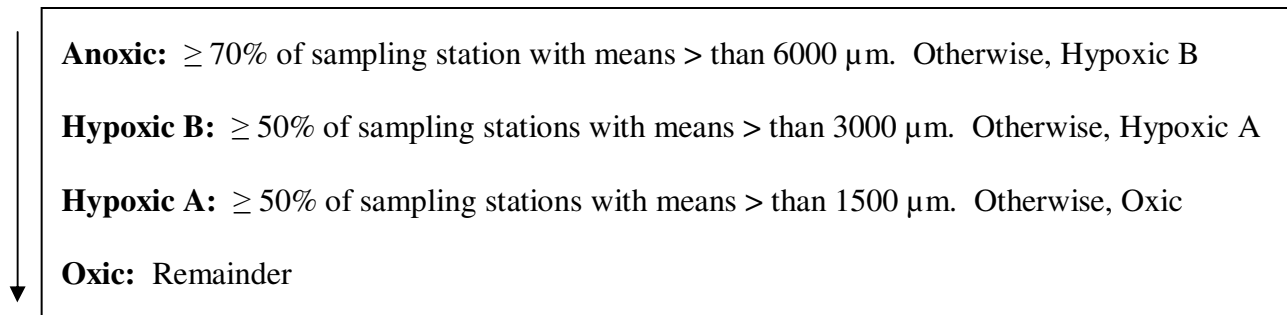 Anoxic: ≥ 70% of sampling station with means > than 6000 µm. Otherwise, Hypoxic B
Hypoxic B: ≥ 50% of sampling stations with means > than 3000 µm. Otherwise, Hypoxic A
Hypoxic A: ≥ 50% of sampling stations with means > than 1500 µm. Otherwise, Oxic
Oxic: Remainder